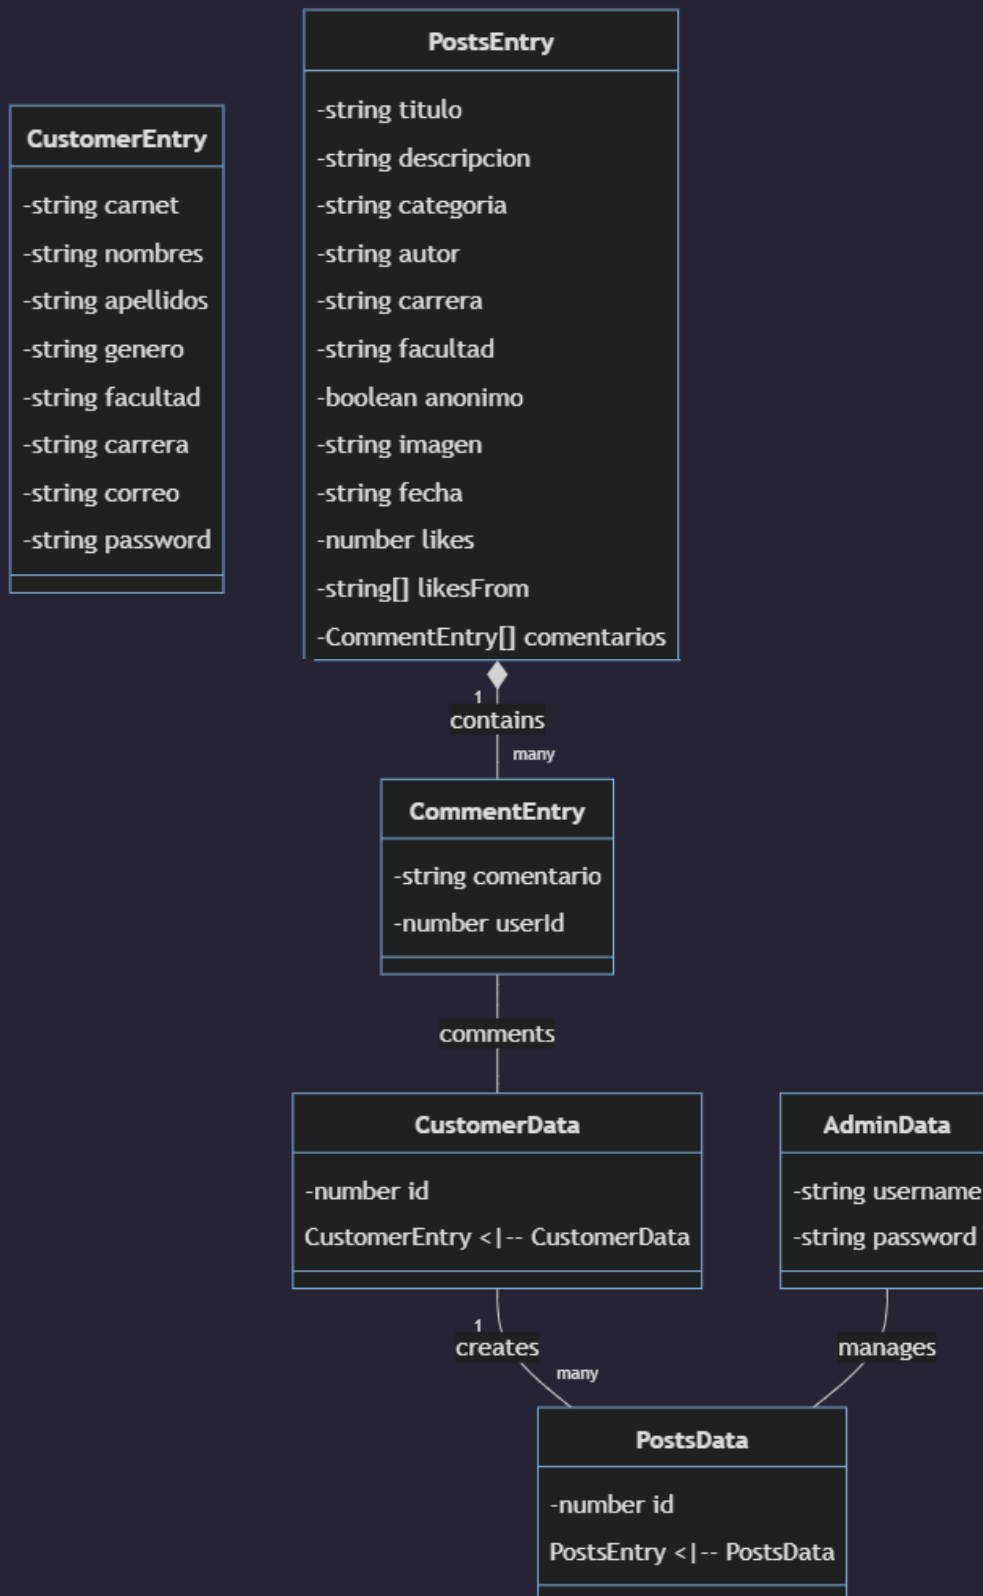 PostsEntry
-string titulo
-string descripcion
-string categoria
-string autor
-string carrera
-string facultad
-boolean anonimo
-string imagen
-string fecha
-number likes
-string[] likesFrom
-CommentEntry[] comentarios
CustomerEntry
-string carnet
-string nombres
-string apellidos
-string genero
-string facultad
-string carrera
-string correo
-string password
1
contains
many
CommentEntry
-string comentario
-number userId
comments
CustomerData
-number id
CustomerEntry <|-- CustomerData
AdminData
-string username
-string password
1
creates
many
manages
PostsData
-number id
PostsEntry <|-- PostsData